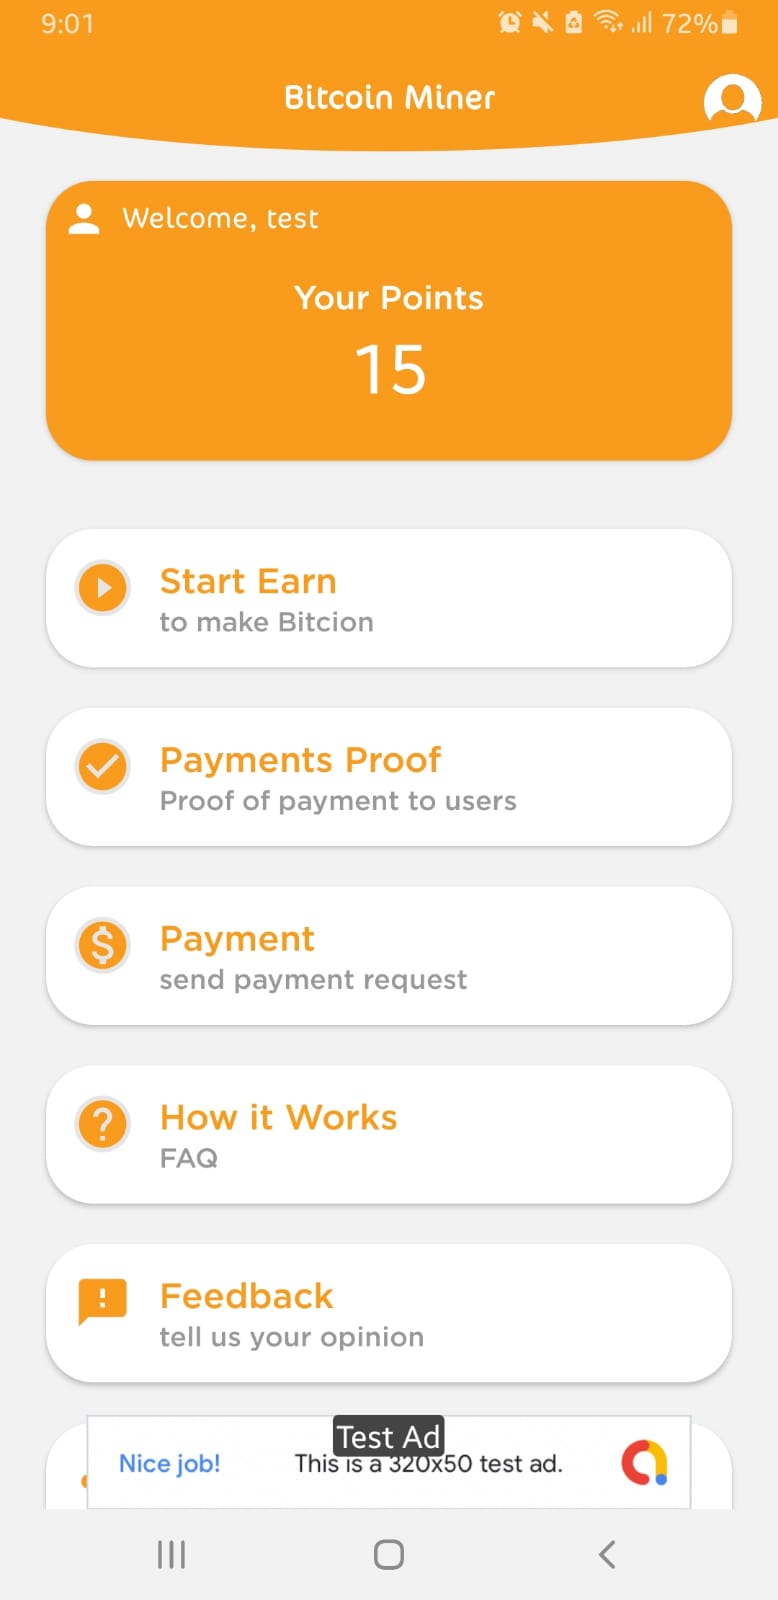 9:01
72%
Bitcoin Miner
Welcome, test
Your Points
15
Start Earn
to make Bitcion
Payments Proof
Proof of payment to users
Payment
send payment request
How it Works
FAQ
Feedback
tell us your opinion
Test Ad
Nice job!
This is a 320x50 test ad.